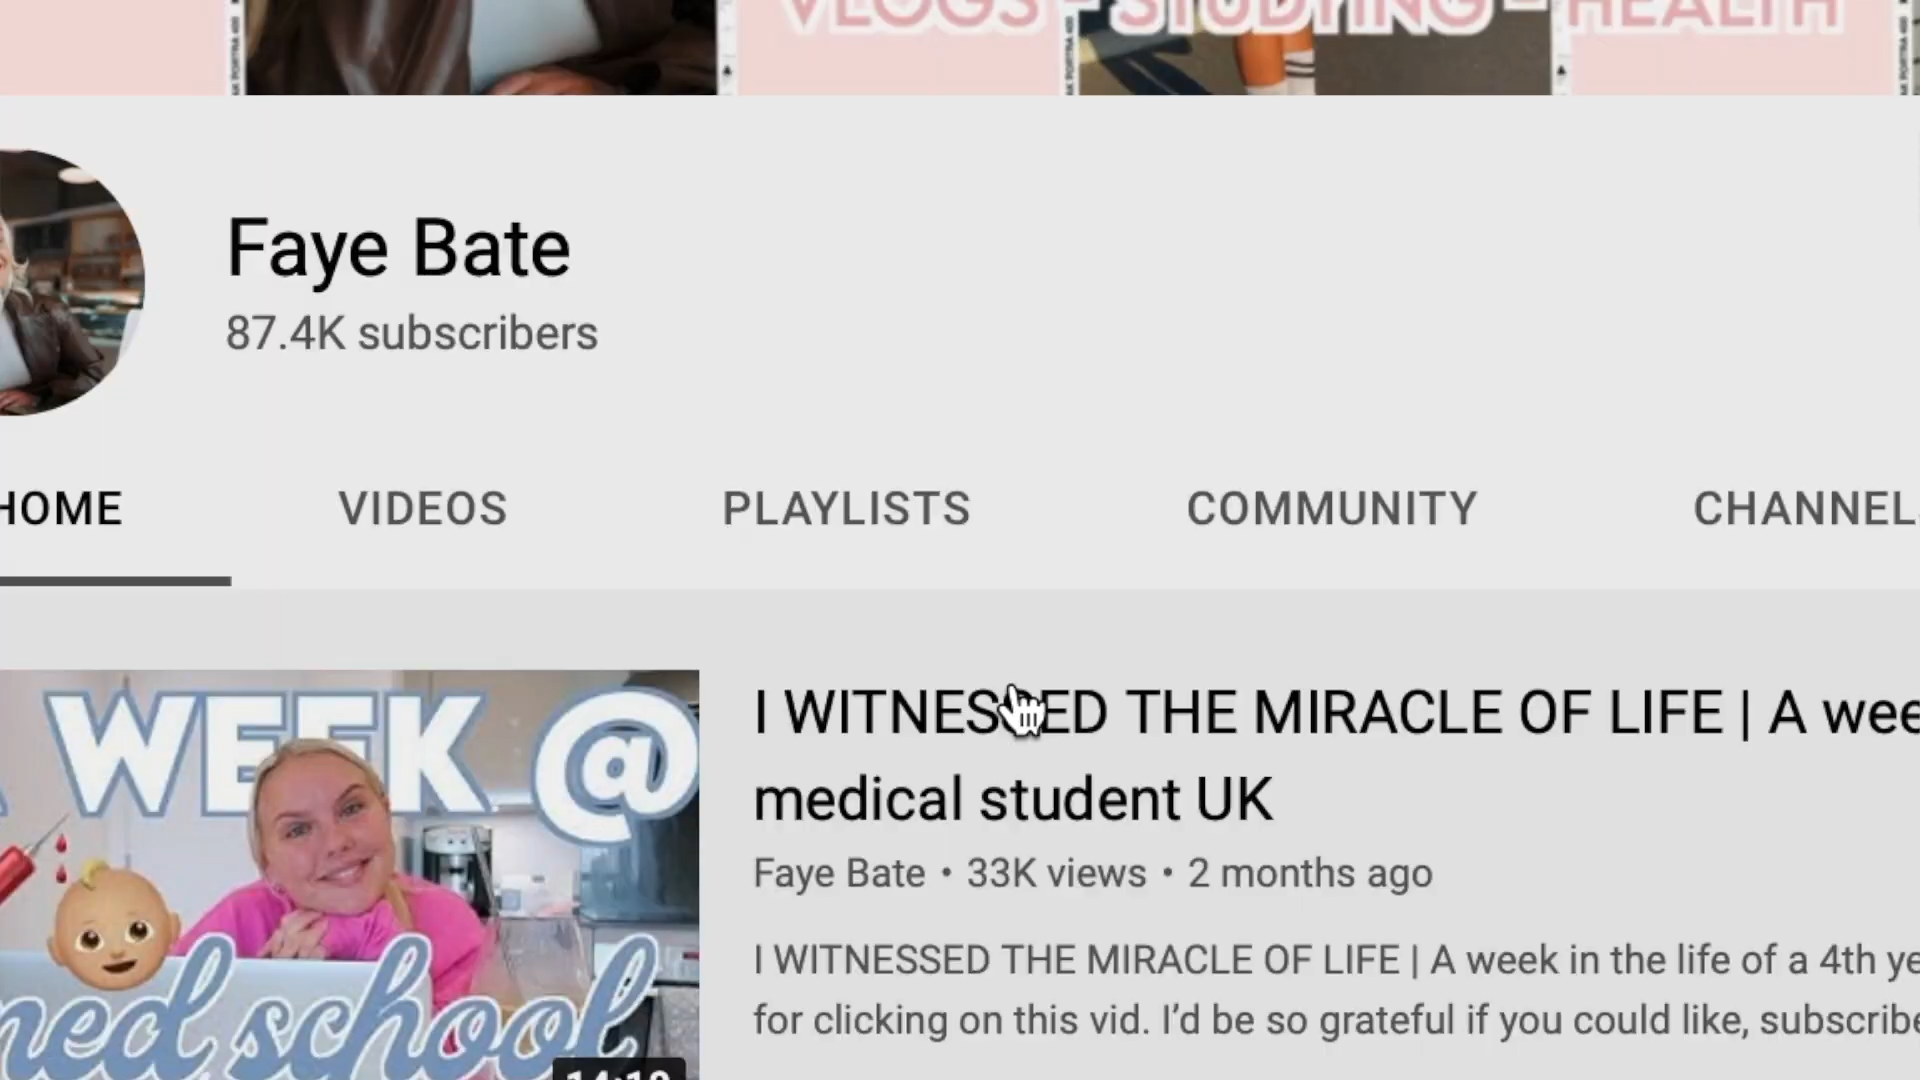 VLOGS - STUDYING - HEALTH
Faye Bate
87.4K subscribers
HOME VIDEOS PLAYLISTS COMMUNITY CHANNELS
WEEK @
med school
I WITNESSED THE MIRACLE OF LIFE | A wee
medical student UK
Faye Bate • 33K views • 2 months ago
I WITNESSED THE MIRACLE OF LIFE | A week in the life of a 4th ye
for clicking on this vid. I'd be so grateful if you could like, subscribe